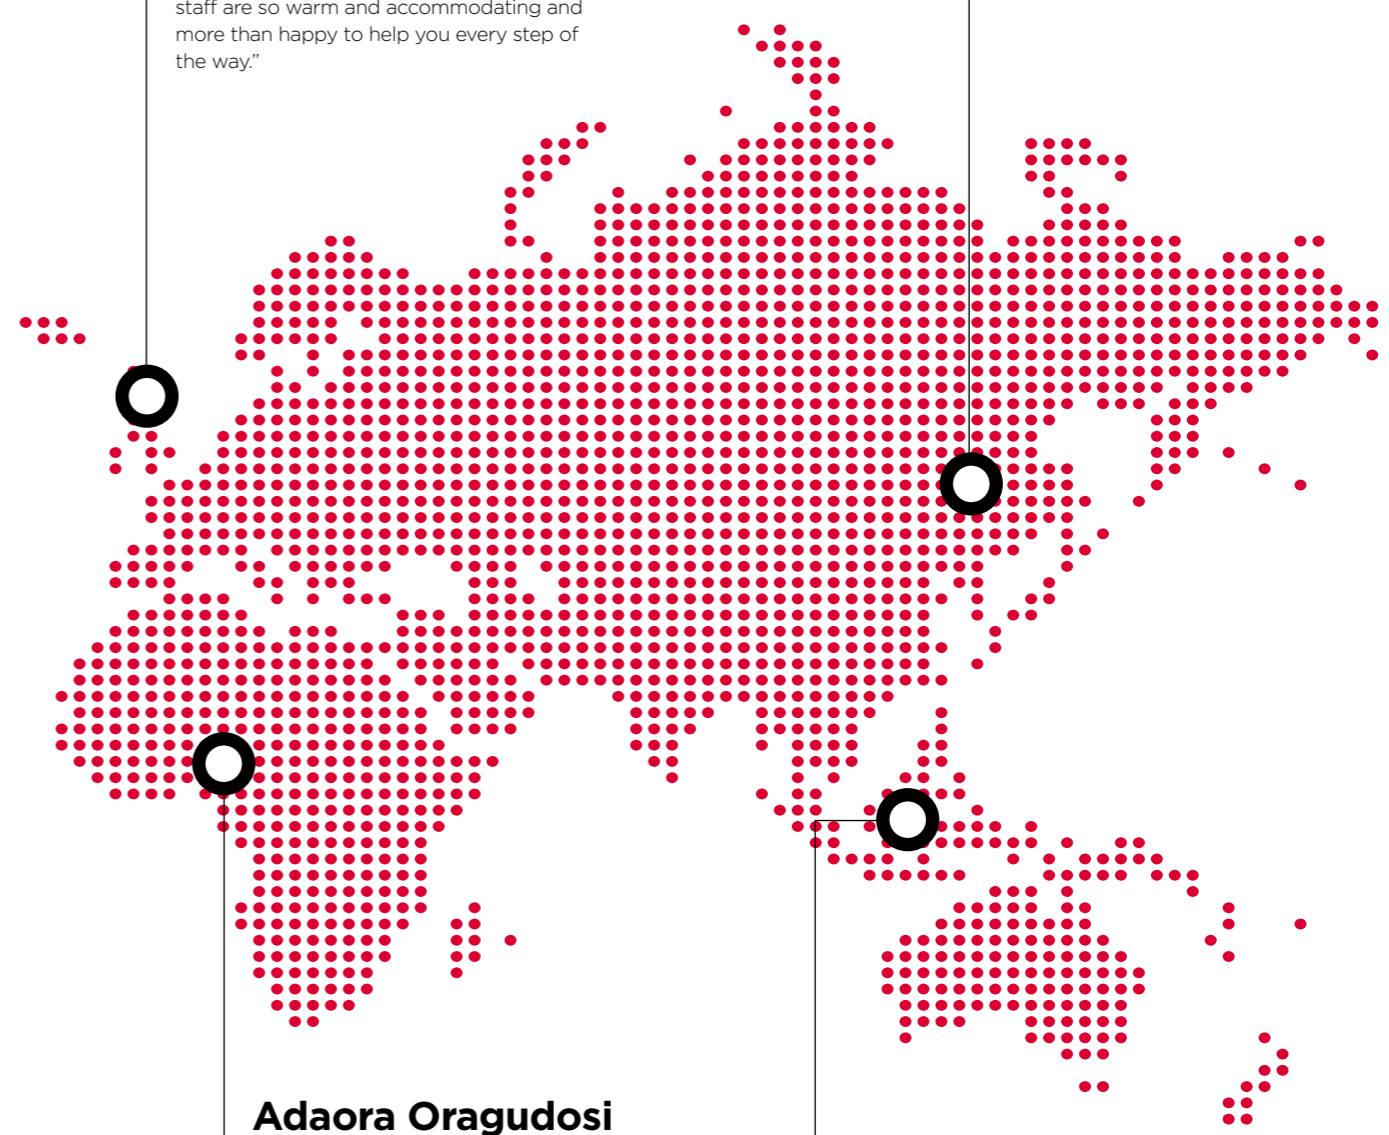 staff are so warm and accommodating and
more than happy to help you every step of
the way.”
Adaora Oragudosi